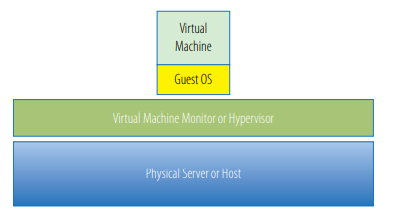 Virtual
Machine
Guest OS
Virtual Machine Monitor or Hypervisor
Physical Server or Host